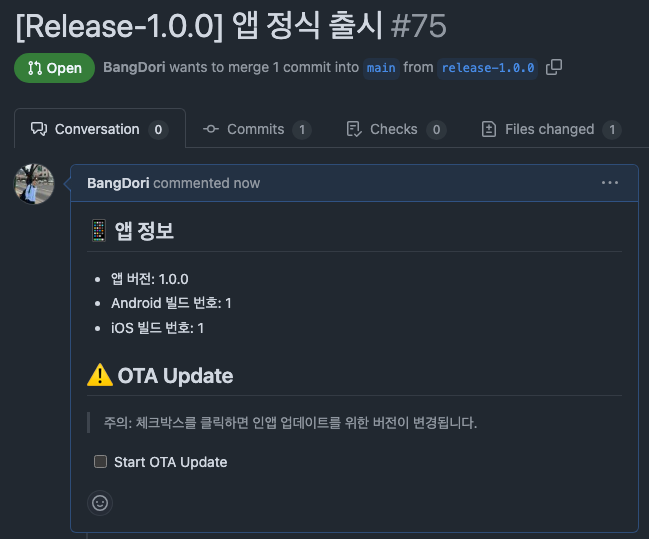 [Release-1.0.0] 앱 정식 출시 #75
Open BangDori wants to merge 1 commit into main from release-1.0.0
Conversation 0 Commits 1 Checks 0 Files changed 1
BangDori commented now
앱 정보
앱 버전: 1.0.0
Android 빌드 번호: 1
iOS 빌드 번호: 1
OTA Update
주의: 체크박스를 클릭하면 인앱 업데이트를 위한 버전이 변경됩니다.
Start OTA Update